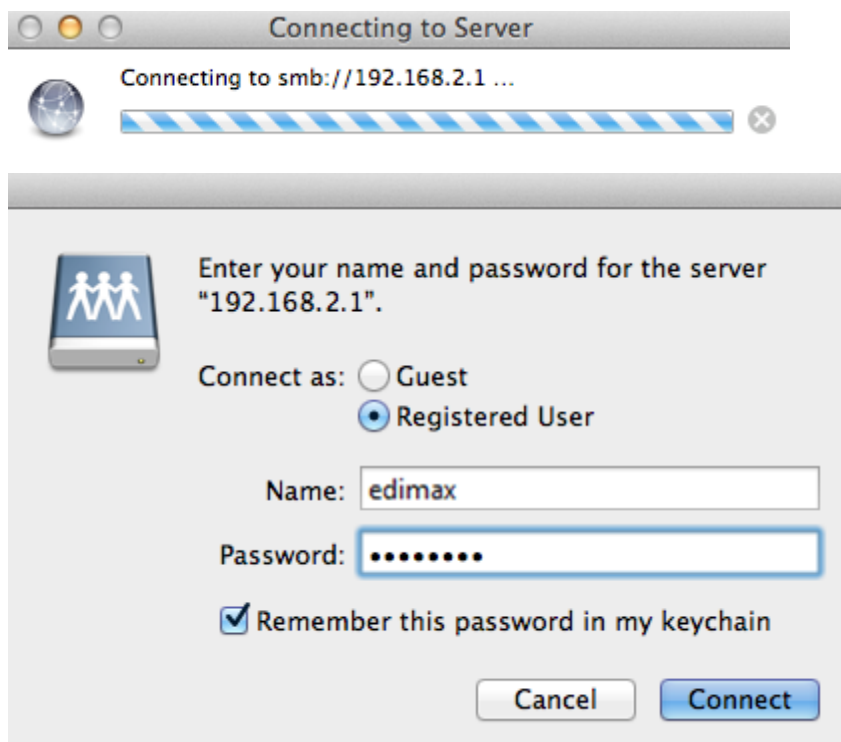 Connecting to Server
Connecting to smb://192.168.2.1 ...
Enter your name and password for the server
“192.168.2.1”.
Connect as: Guest
Registered User
Name: edimax
Password: ••••••••
Remember this password in my keychain
Cancel Connect